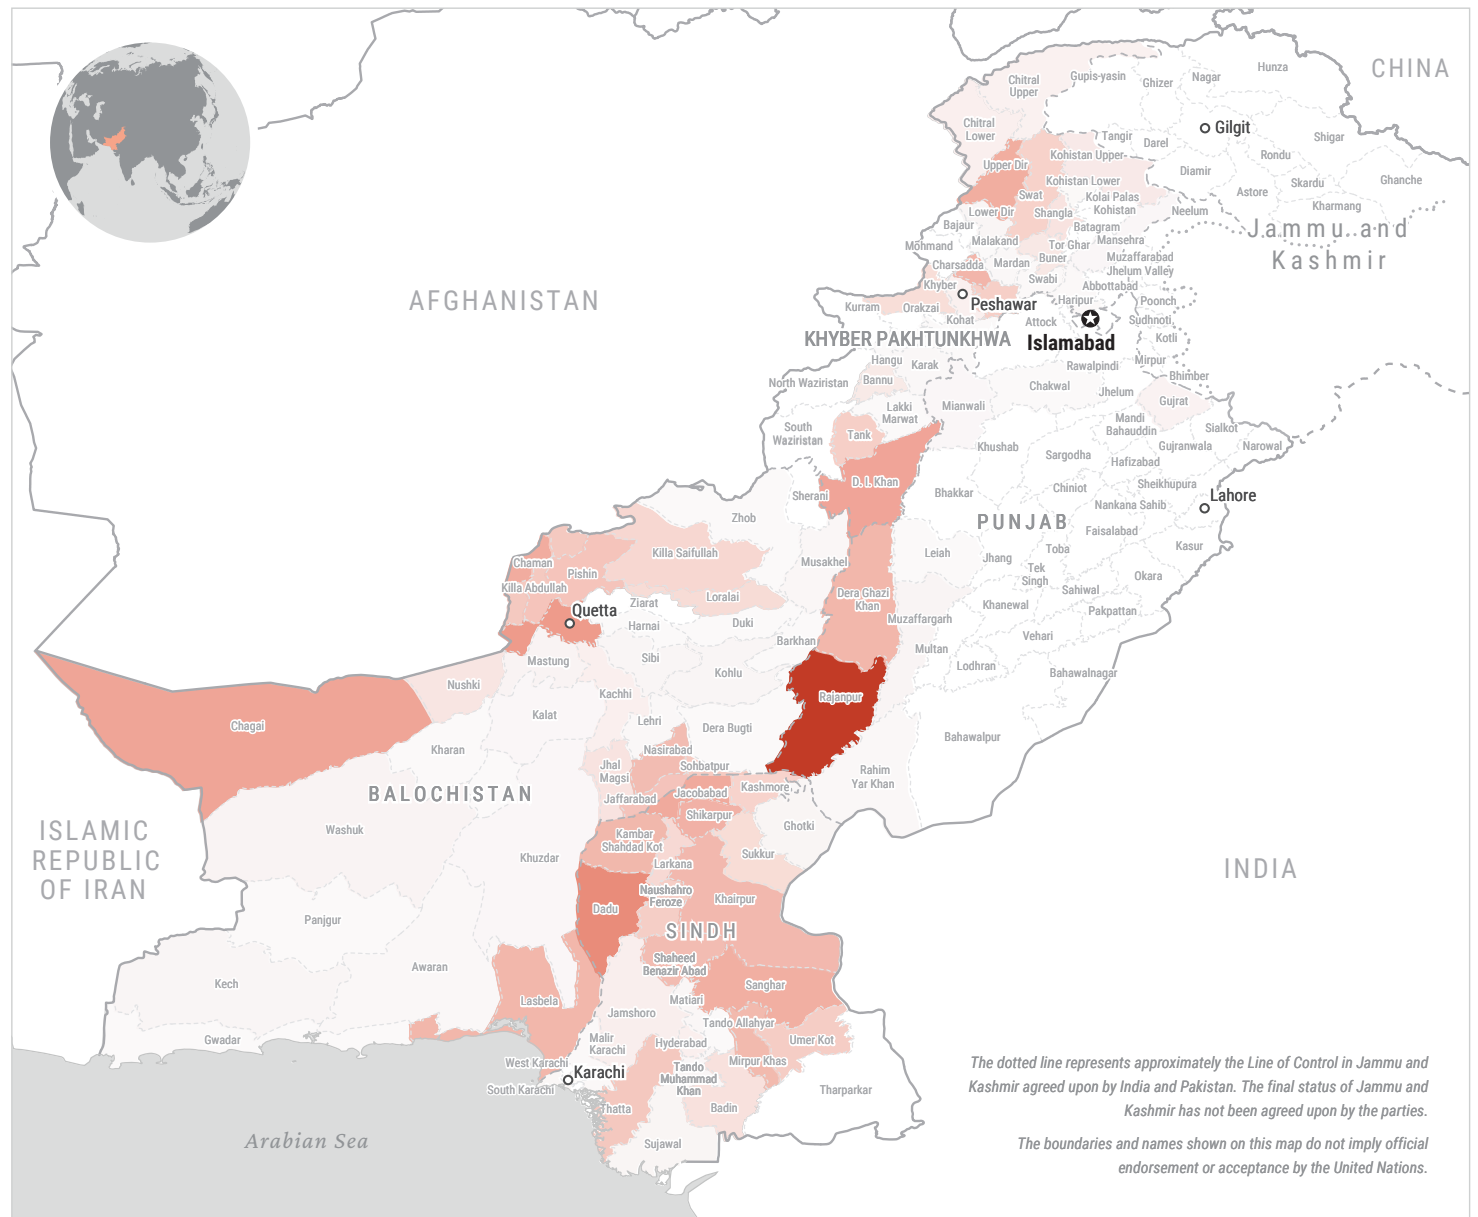 CHINA
Hunza
Nagar
Gupis-yasin
Ghizer
Chitral
Upper
Gilgit
Chitral
Lower
Tangir
Darel
Shigar
Rondu
Kohistan Upper
Upper Dir
Diamir
Skardu
Ghanche
Kohistan Lower
Astore
Swat
Kolai Palas
Kohistan
Kharmang
Lower Dir
Shangla
Neelum
Bajaur
Batagram
Jammu and
Kashmir
Mohmand
Malakand
Tor Ghar
Mansehra
Buner
Muzaffarabad
Charsadda
Mardan
Jhelum Valley
Swabi
Khyber
Abbottabad
AFGHANISTAN
Peshawar
Haripur
Poonch
Kurram
Orakzai
Kohat
Attock
Sudhnoti
KHYBER PAKHTUNKHWA
Islamabad
Kotli
Hangu
Karak
Rawalpindi
Mirpur
North Waziristan
Bannu
Chakwal
Bhimber
Jhelum
Lakki
Marwat
Mianwali
Gujrat
South
Waziristan
Tank
Mandi
Bahauddin
Sialkot
Khushab
Gujranwala
Narowal
Sargodha
Hafizabad
D. I. Khan
Sherani
Bhakkar
Chiniot
Sheikhupura
Lahore
Nankana Sahib
Zhob
PUNJAB
Faisalabad
Killa Saifullah
Leiah
Jhang
Toba
Tek
Singh
Kasur
Chaman
Musakhel
Pishin
Okara
Killa Abdullah
Loralai
Dera Ghazi
Khan
Sahiwal
Ziarat
Quetta
Khanewal
Pakpattan
Harnai
Duki
Muzaffargarh
Barkhan
Vehari
Mastung
Sibi
Multan
Kohlu
Lodhran
Bahawalnagar
Nushki
Kachhi
Rajanpur
Chagai
Kalat
Lehri
Dera Bugti
Bahawalpur
Kharan
Nasirabad
Jhal
Magsi
Sohbatpur
Rahim
Yar Khan
BALOCHISTAN
Jaffarabad
Jacobabad
Kashmore
Shikarpur
ISLAMIC
REPUBLIC
OF IRAN
Washuk
Kambar
Shahdad Kot
Ghotki
Khuzdar
Larkana
Sukkur
INDIA
Naushahro
Feroze
Khairpur
Dadu
Panjgur
SINDH
Awaran
Shaheed
Benazir Abad
Kech
Sanghar
Lasbela
Matiari
Jamshoro
Tando Allahyar
Gwadar
Malir
Karachi
Hyderabad
Umer Kot
West Karachi
Mirpur Khas
Karachi
Tando
Muhammad
Khan
South Karachi
Tharparkar
Thatta
Badin
Sujawal
Arabian Sea
The dotted line represents approximately the Line of Control in Jammu and
Kashmir agreed upon by India and Pakistan. The final status of Jammu and
Kashmir has not been agreed upon by the parties.
The boundaries and names shown on this map do not imply official
endorsement or acceptance by the United Nations.